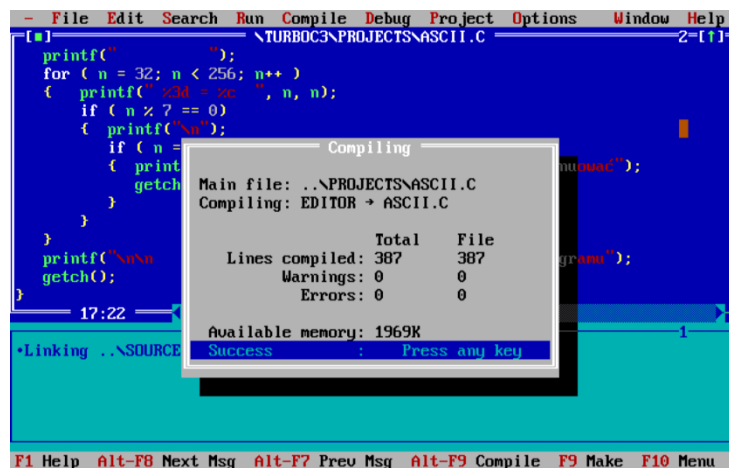 - File Edit Search Run Compile Debug Project Options Window Help
[■] \TURBOC3\PROJECTS\ASCII.C 2=[↑]
printf(" ");
for ( n = 32; n < 256; n++ )
{ printf(" %3d = %c ", n, n);
if ( n % 7 == 0)
{ printf("\n");
if ( n =
Compiling
{ print nuować");
getch
Main file: ..\PROJECTS\ASCII.C
Compiling: EDITOR → ASCII.C
}
}
}
Total File
printf("\n\n gramu");
Lines compiled: 387 387
getch();
Warnings: 0 0
}
Errors: 0 0
17:22
Available memory: 1969K
1
•Linking ..\SOURCE
Success : Press any key
F1 Help Alt-F8 Next Msg Alt-F7 Prev Msg Alt-F9 Compile F9 Make F10 Menu